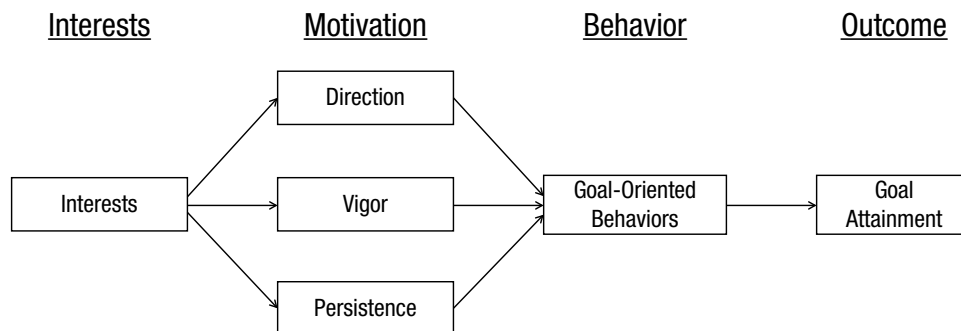 Interests
Motivation
Behavior
Outcome
Direction
Interests
Vigor
Goal-Oriented
Behaviors
Goal
Attainment
Persistence